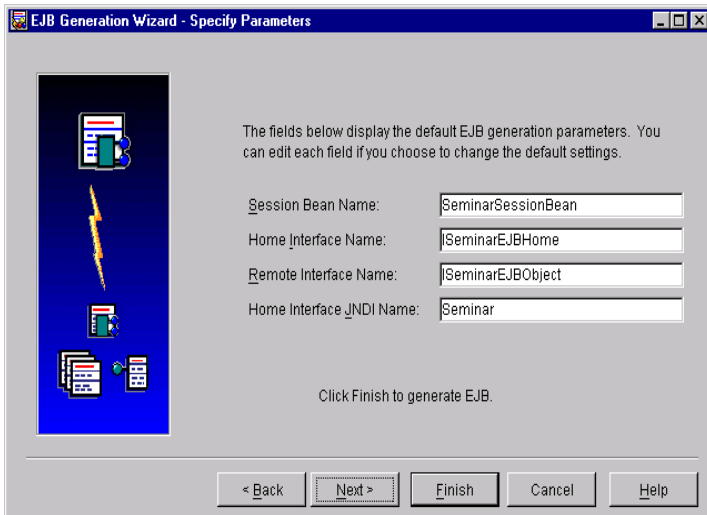 EJB Generation Wizard - Specify Parameters
The fields below display the default EJB generation parameters. You
can edit each field if you choose to change the default settings.
Session Bean Name: SeminarSessionBean
Home Interface Name: ISeminarEJBHome
Remote Interface Name: ISeminarEJBObject
Home Interface JNDI Name: Seminar
Click Finish to generate EJB.
< Back Next > Finish Cancel Help